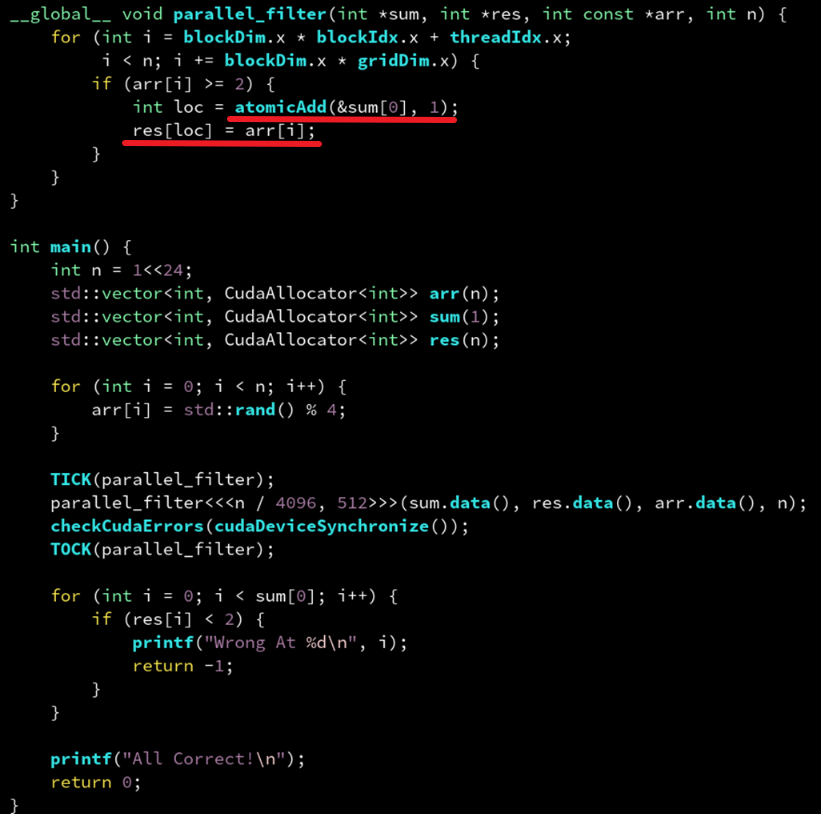 __global__ void parallel_filter(int *sum, int *res, int const *arr, int n) {
    for (int i = blockDim.x * blockIdx.x + threadIdx.x;
         i < n; i += blockDim.x * gridDim.x) {
        if (arr[i] >= 2) {
            int loc = atomicAdd(&sum[0], 1);
            res[loc] = arr[i];
        }
    }
}

int main() {
    int n = 1<<24;
    std::vector<int, CudaAllocator<int>> arr(n);
    std::vector<int, CudaAllocator<int>> sum(1);
    std::vector<int, CudaAllocator<int>> res(n);

    for (int i = 0; i < n; i++) {
        arr[i] = std::rand() % 4;
    }

    TICK(parallel_filter);
    parallel_filter<<<n / 4096, 512>>>(sum.data(), res.data(), arr.data(), n);
    checkCudaErrors(cudaDeviceSynchronize());
    TOCK(parallel_filter);

    for (int i = 0; i < sum[0]; i++) {
        if (res[i] < 2) {
            printf("Wrong At %d\n", i);
            return -1;
        }
    }

    printf("All Correct!\n");
    return 0;
}